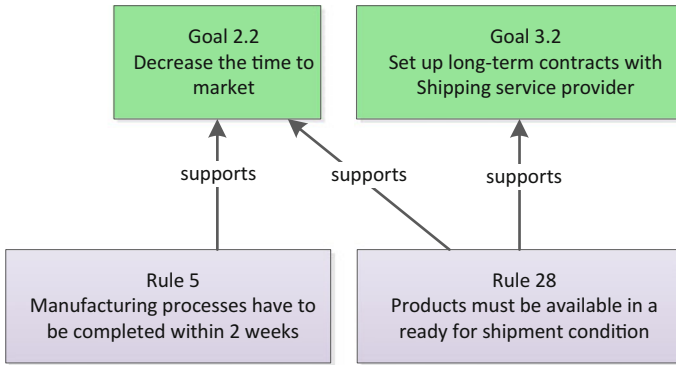 Goal 2.2
Decrease the time to
market
Goal 3.2
Set up long-term contracts with
Shipping service provider
supports
supports
supports
Rule 5
Manufacturing processes have to
be completed within 2 weeks
Rule 28
Products must be available in a
ready for shipment condition